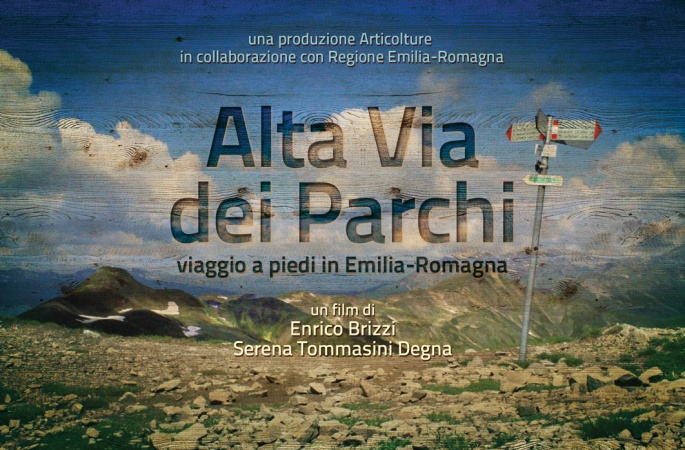 una produzione Articolture
in collaborazione con Regione Emilia-Romagna
Alta Via
dei Parchi
viaggio a piedi in Emilia-Romagna
un film di
Enrico Brizzi
Serena Tommasini Degna